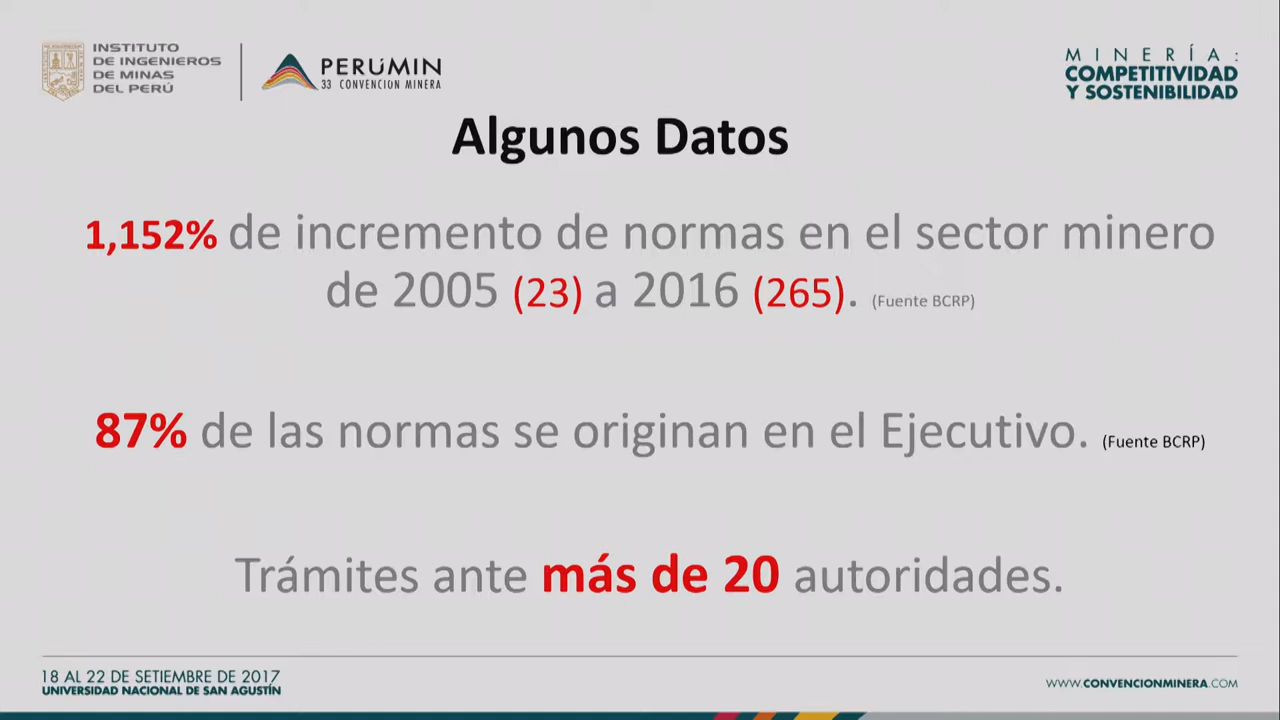 INSTITUTO
DE INGENIEROS
DE MINAS
DEL PERÚ
PERÚMIN
33 CONVENCION MINERA
MINERÍA:
COMPETITIVIDAD
Y SOSTENIBILIDAD
Algunos Datos
1,152% de incremento de normas en el sector minero
de 2005 (23) a 2016 (265). (Fuente BCRP)
87% de las normas se originan en el Ejecutivo. (Fuente BCRP)
Trámites ante más de 20 autoridades.
18 AL 22 DE SETIEMBRE DE 2017
UNIVERSIDAD NACIONAL DE SAN AGUSTÍN
WWW.CONVENCIONMINERA.COM